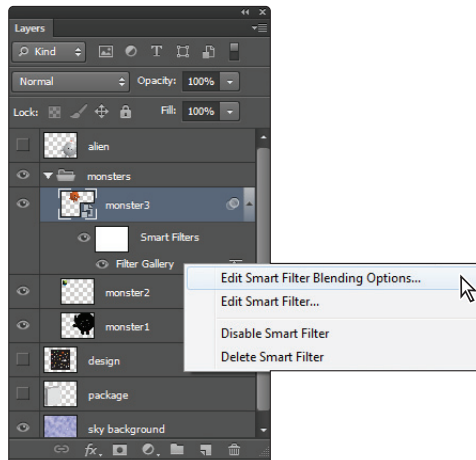 Layers
Kind
T
Normal Opacity: 100%
Lock: Fill: 100%
alien
monsters
monster3
Smart Filters
Filter Gallery
Edit Smart Filter Blending Options...
monster2
Edit Smart Filter...
monster1
Disable Smart Filter
design
Delete Smart Filter
package
sky background
fx.